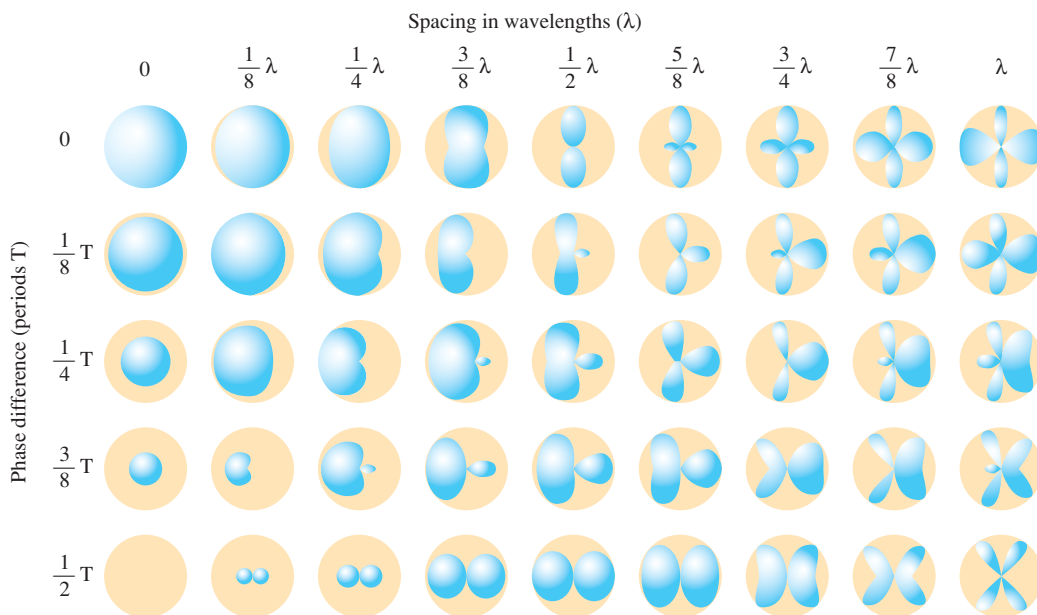 Spacing in wavelengths (λ)
0 1/8 λ 1/4 λ 3/8 λ 1/2 λ 5/8 λ 3/4 λ 7/8 λ λ
Phase difference (periods T)
0
1/8 T
1/4 T
3/8 T
1/2 T